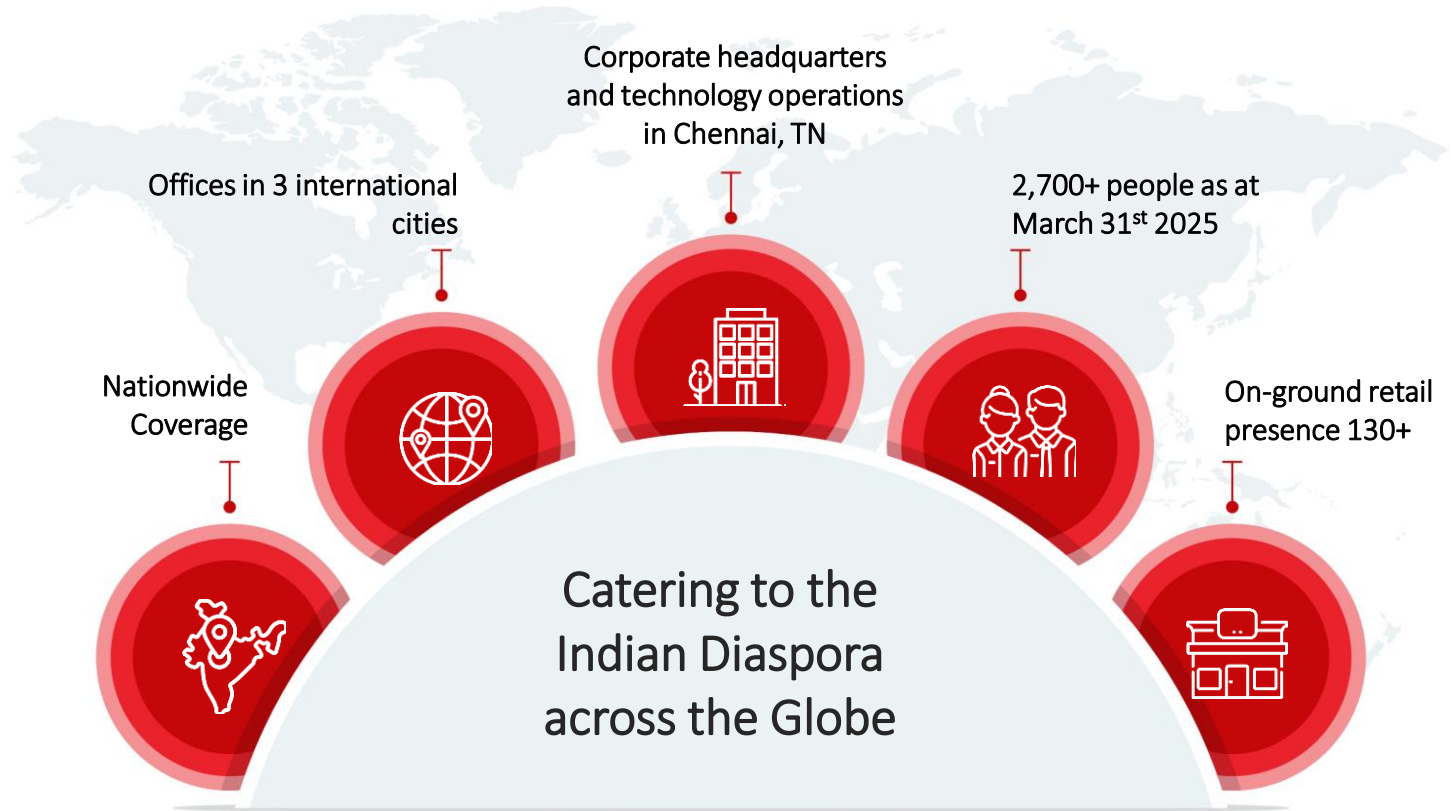 Corporate headquarters
and technology operations
in Chennai, TN
Offices in 3 international
cities
2,700+ people as at
March 31st 2025
Nationwide
Coverage
On-ground retail
presence 130+
Catering to the
Indian Diaspora
across the Globe